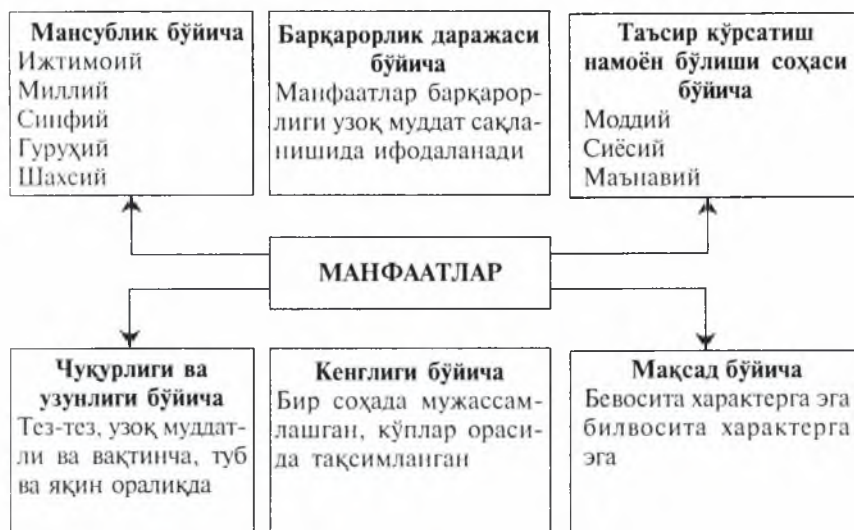 Мансублик бўйича
Ижтимоий
Миллий
Синфий
Гуруҳий
Шахсий
Барқарорлик даражаси
бўйича
Манфаатлар барқарор-
лиги узоқ муддат сақла-
нишида ифодаланади
Таъсир кўрсатиш
намоён бўлиши соҳаси
бўйича
Моддий
Сиёсий
Маънавий
МАНФААТЛАР
Чуқурлиги ва
узунлиги бўйича
Тез-тез, узоқ муддат-
ли ва вақтинча, туб
ва яқин оралиқда
Кенглиги бўйича
Бир соҳада мужассам-
лашган, кўплар ораси-
да тақсимланган
Мақсад бўйича
Бевосита характерга эга
билвосита характерга
эга